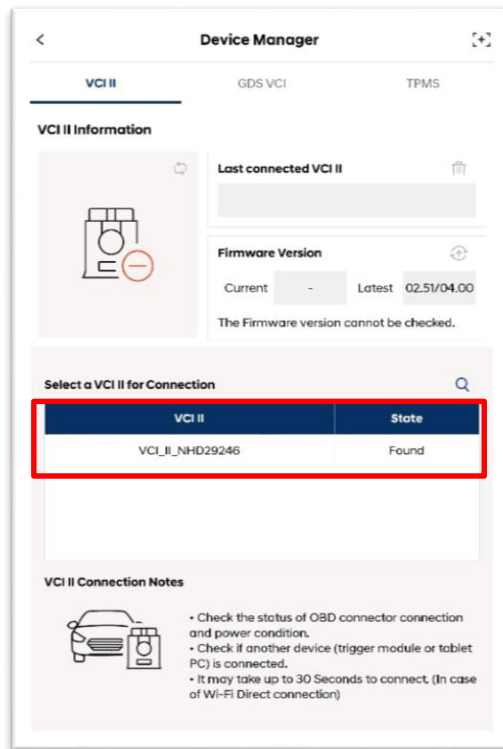 Device Manager
VCI II
GDS VCI
TPMS
VCI II Information
Last connected VCI II
Firmware Version
Current
-
Latest
02.51/04.00
The Firmware version cannot be checked.
Select a VCI II for Connection
VCI II
State
VCI_II_NHD29246
Found
VCI II Connection Notes
• Check the status of OBD connector connection
and power condition.
• Check if another device (trigger module or tablet
PC) is connected.
• It may take up to 30 Seconds to connect. (In case
of Wi-Fi Direct connection)